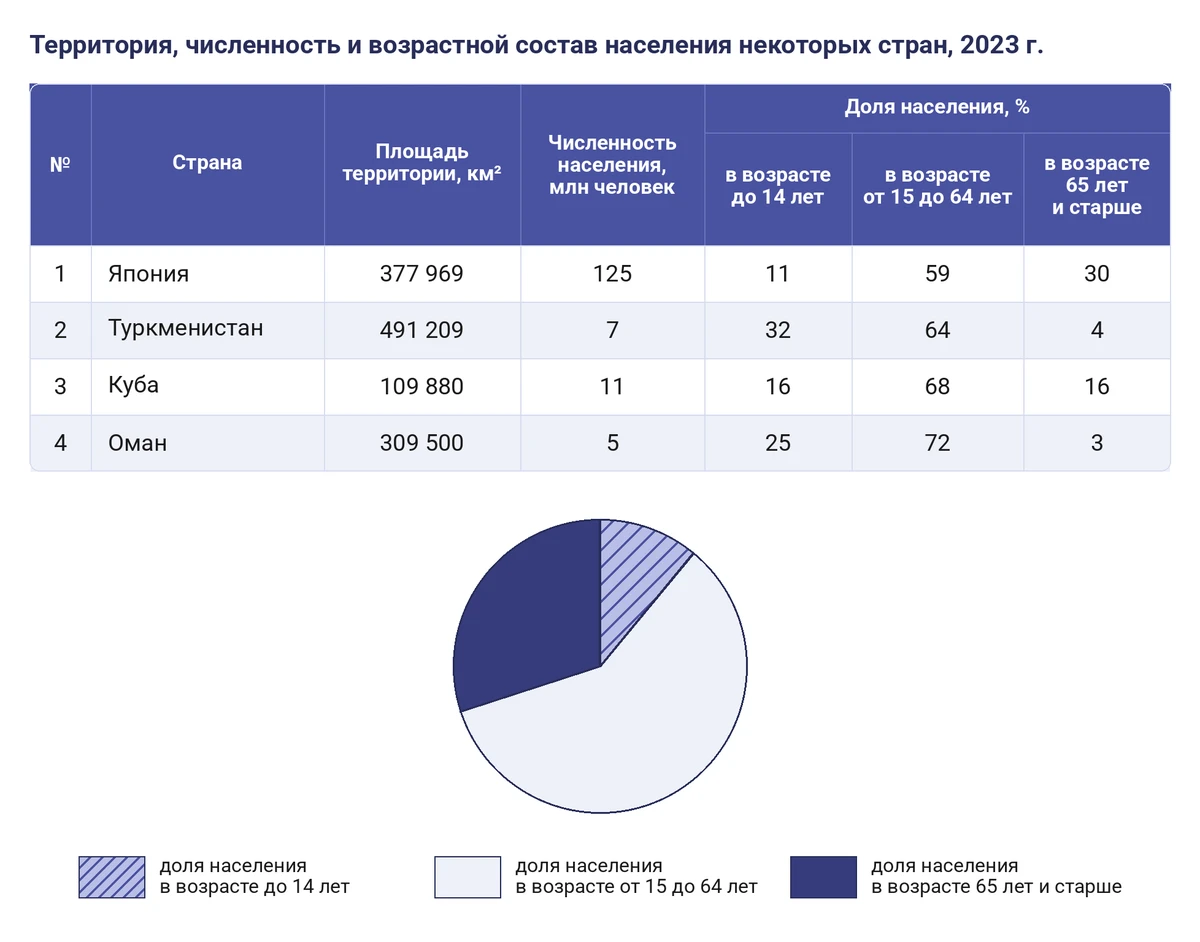 Территория, численность и возрастной состав населения некоторых стран, 2023 г.
№
Страна
Площадь
территории, км²
Численность
населения,
млн человек
Доля населения, %
в возрасте
до 14 лет
в возрасте
от 15 до 64 лет
в возрасте
65 лет
и старше
1 Япония 377 969 125 11 59 30
2 Туркменистан 491 209 7 32 64 4
3 Куба 109 880 11 16 68 16
4 Оман 309 500 5 25 72 3
доля населения
в возрасте до 14 лет
доля населения
в возрасте от 15 до 64 лет
доля населения
в возрасте 65 лет и старше